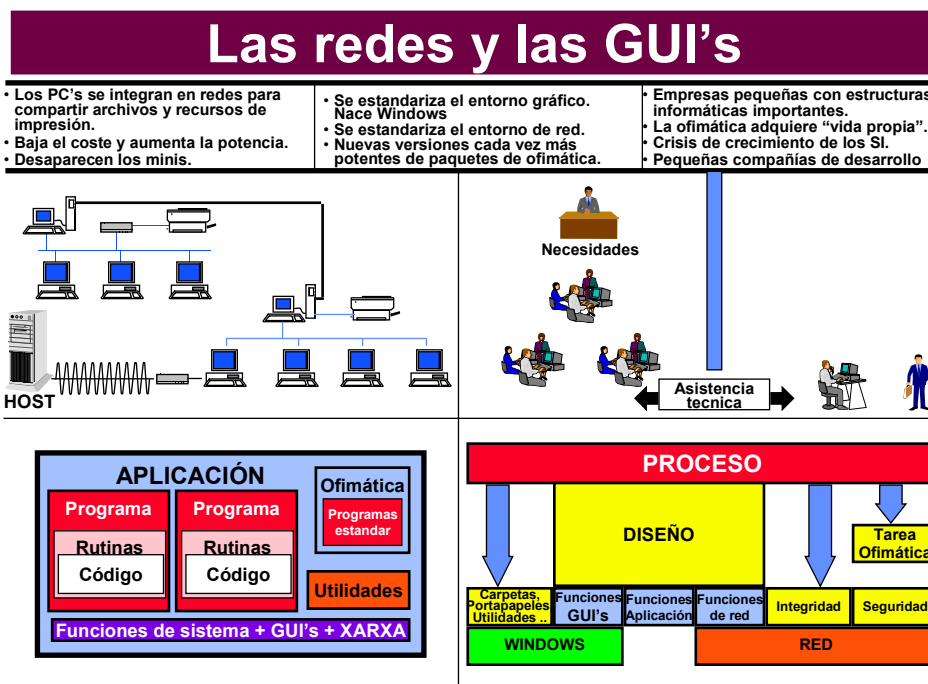 Las redes y las GUI's
• Los PC's se integran en redes para
compartir archivos y recursos de
impresión.
• Baja el coste y aumenta la potencia.
• Desaparecen los minis.
• Se estandariza el entorno gráfico.
Nace Windows
• Se estandariza el entorno de red.
• Nuevas versiones cada vez más
potentes de paquetes de ofimática.
• Empresas pequeñas con estructuras
informáticas importantes.
• La ofimática adquiere “vida propia”.
• Crisis de crecimiento de los SI.
• Pequeñas compañías de desarrollo
HOST
Necesidades
Asistencia
tecnica
APLICACIÓN
Programa
Rutinas
Código
Programa
Rutinas
Código
Ofimática
Programas
estandar
Utilidades
Funciones de sistema + GUI's + XARXA
PROCESO
DISEÑO
Tarea
Ofimática
Carpetas,
Portapapeles
Utilidades ..
Funciones
GUI's
Funciones
Aplicación
Funciones
de red
Integridad
Seguridad
WINDOWS
RED